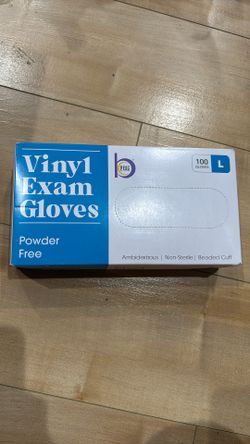 Vinyl
Exam
Gloves
Powder
Free
b
100
L
Ambidextrous | Non-Sterile | Beaded Cuff